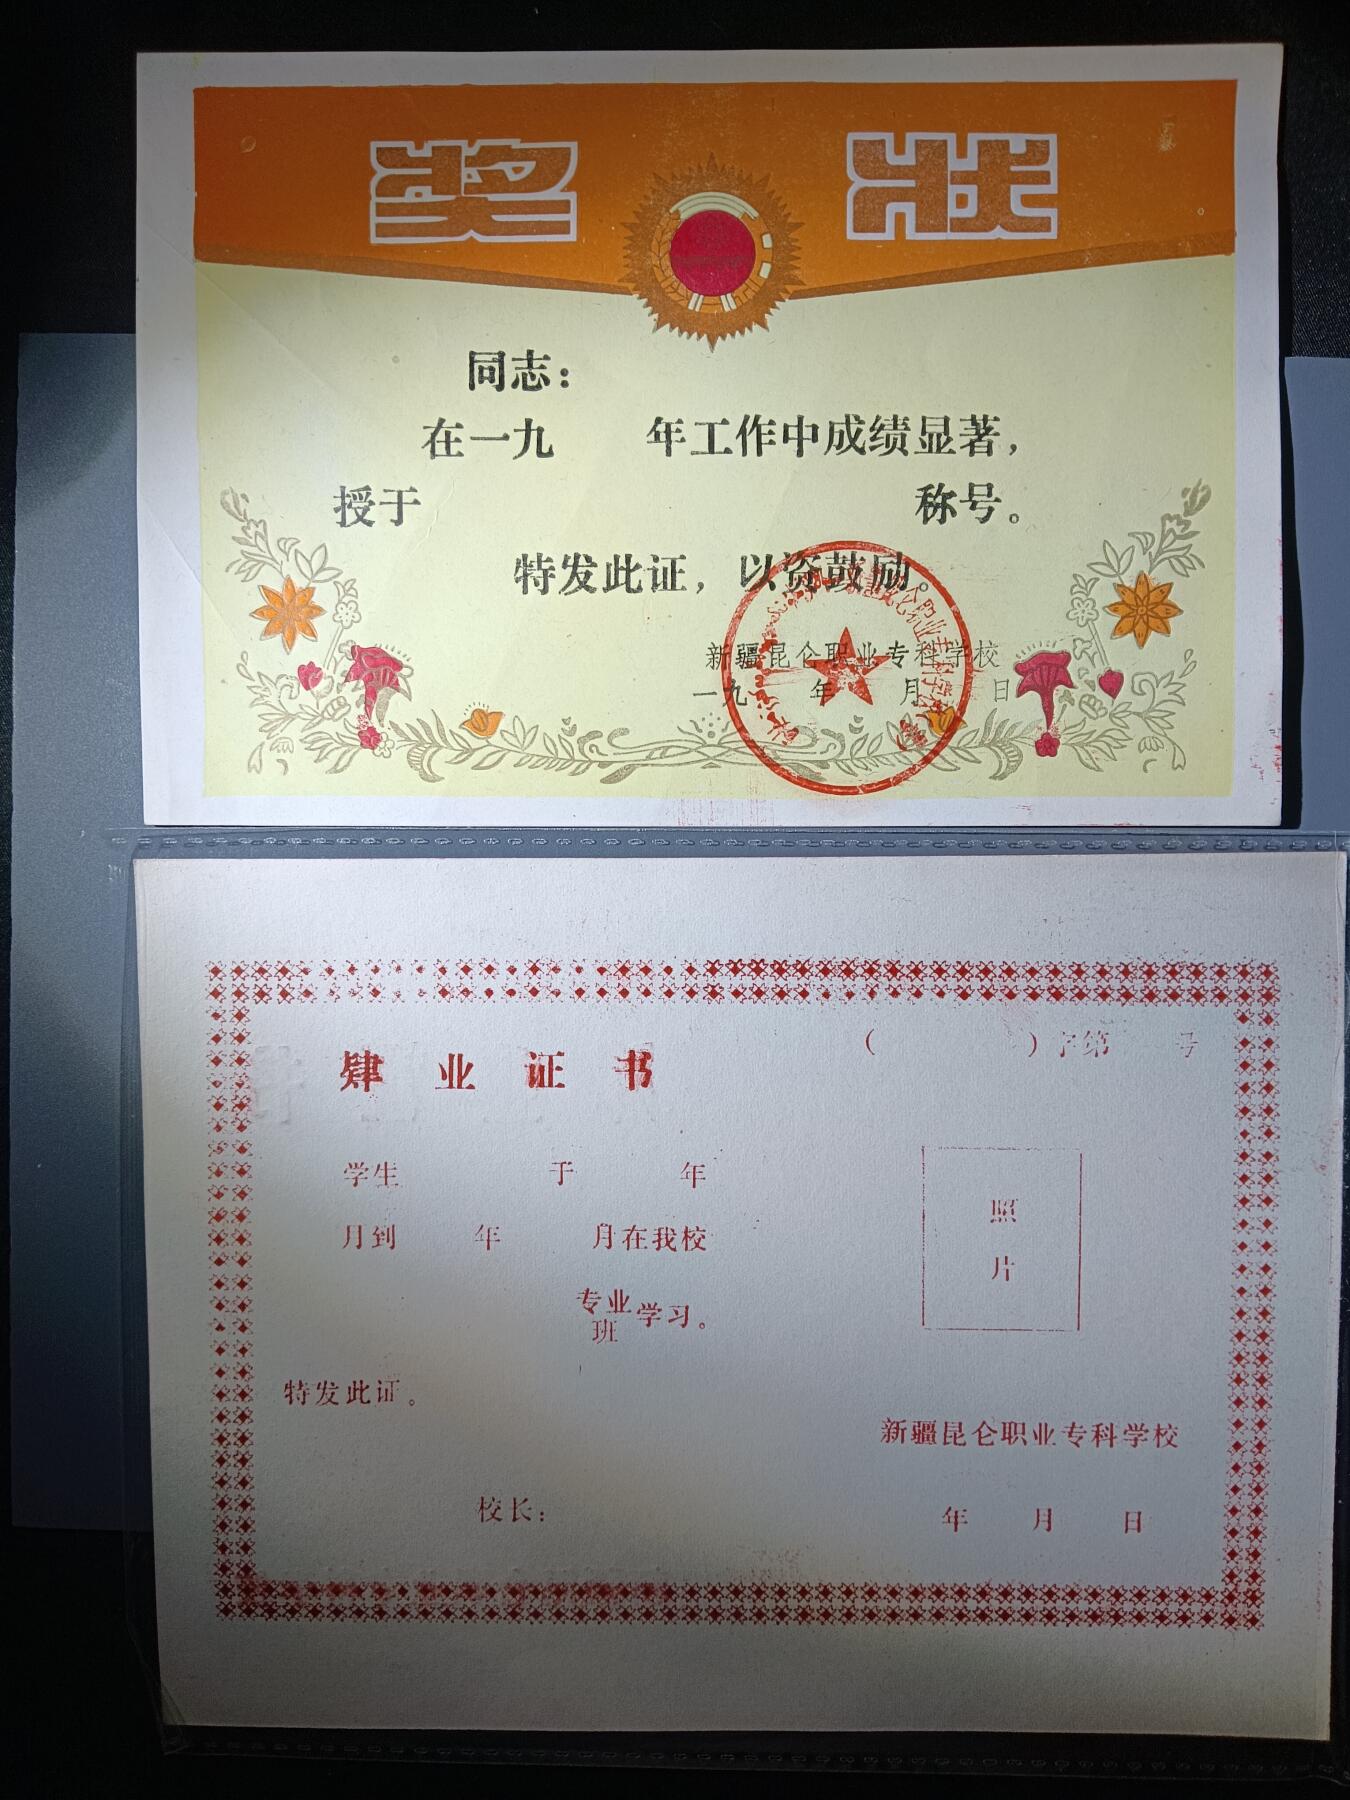 奖 状
同志：
在一九 年工作中成绩显著，
授于 称号。
特发此证，以资鼓励。
新疆昆仑职业专科学校
一九 年 月 日
肄业证书
（ ）字第 号
学生 于 年
月到 年 月在我校
专业
班
学习。
照
片
特发此证。
新疆昆仑职业专科学校
校长：
年 月 日